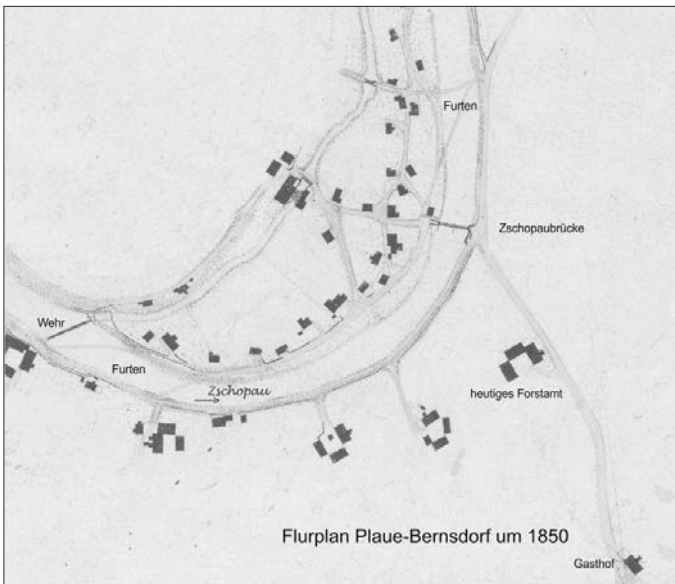 Furten
Zschopaubrücke
Wehr
Furten
Zschopau
heutiges Forstamt
Flurplan Plaue-Bernsdorf um 1850
Gasthof